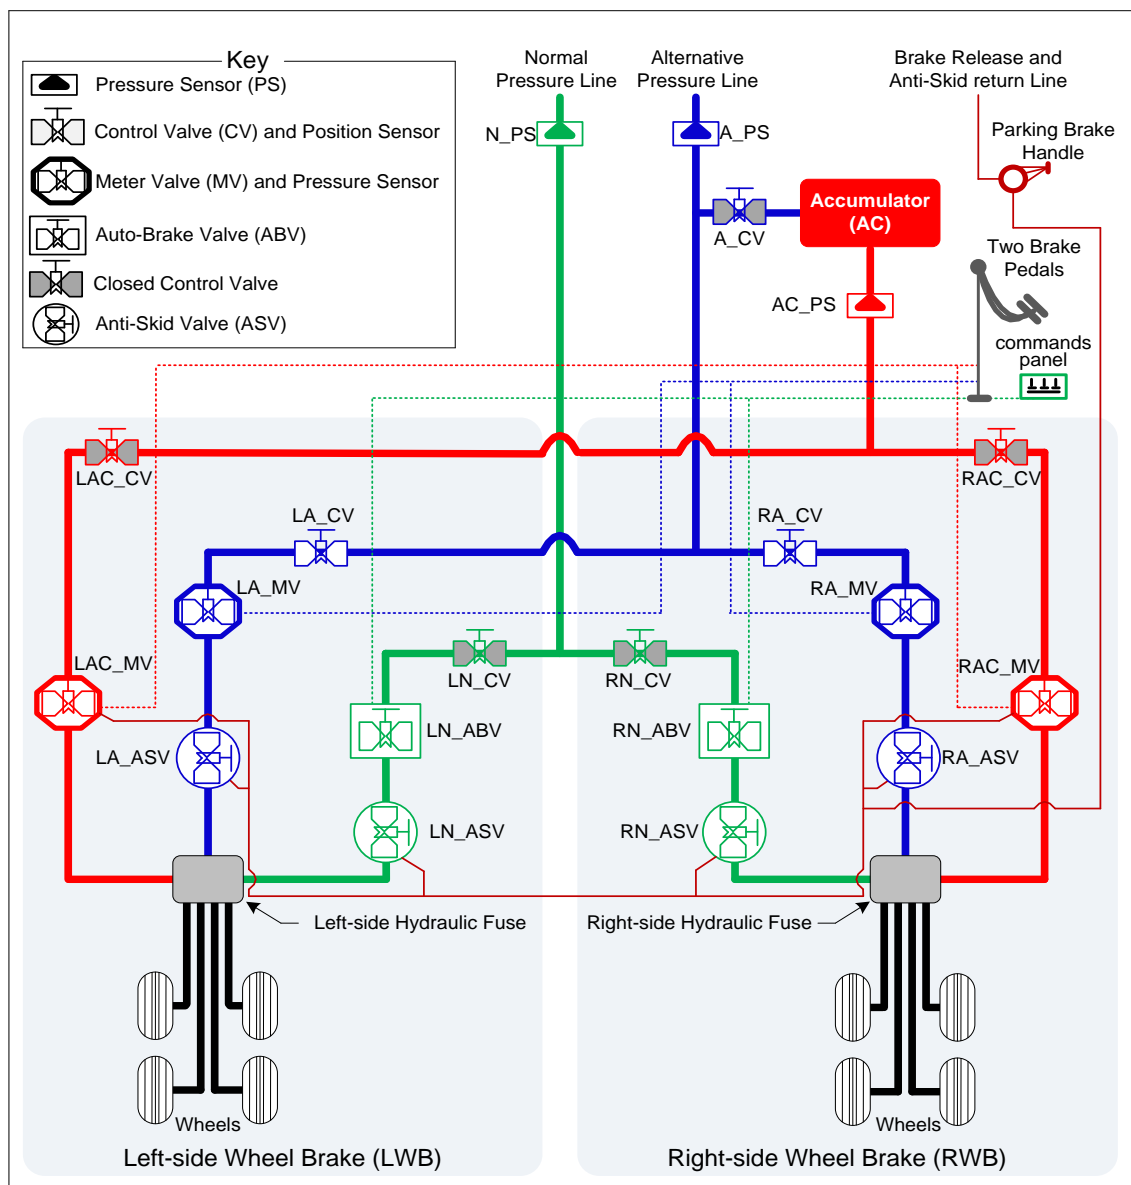 Key
Pressure Sensor (PS)
Control Valve (CV) and Position Sensor
Meter Valve (MV) and Pressure Sensor
Auto-Brake Valve (ABV)
Closed Control Valve
Anti-Skid Valve (ASV)
Normal
Pressure Line
Alternative
Pressure Line
Brake Release and
Anti-Skid return Line
N_PS
A_PS
Parking Brake
Handle
Accumulator
(AC)
A_CV
Two Brake
Pedals
AC_PS
commands
panel
LAC_CV
RAC_CV
LA_CV
RA_CV
LA_MV
RA_MV
LAC_MV
LN_CV
RN_CV
RAC_MV
LN_ABV
RN_ABV
LA_ASV
RA_ASV
LN_ASV
RN_ASV
Left-side Hydraulic Fuse
Right-side Hydraulic Fuse
Wheels
Wheels
Left-side Wheel Brake (LWB)
Right-side Wheel Brake (RWB)